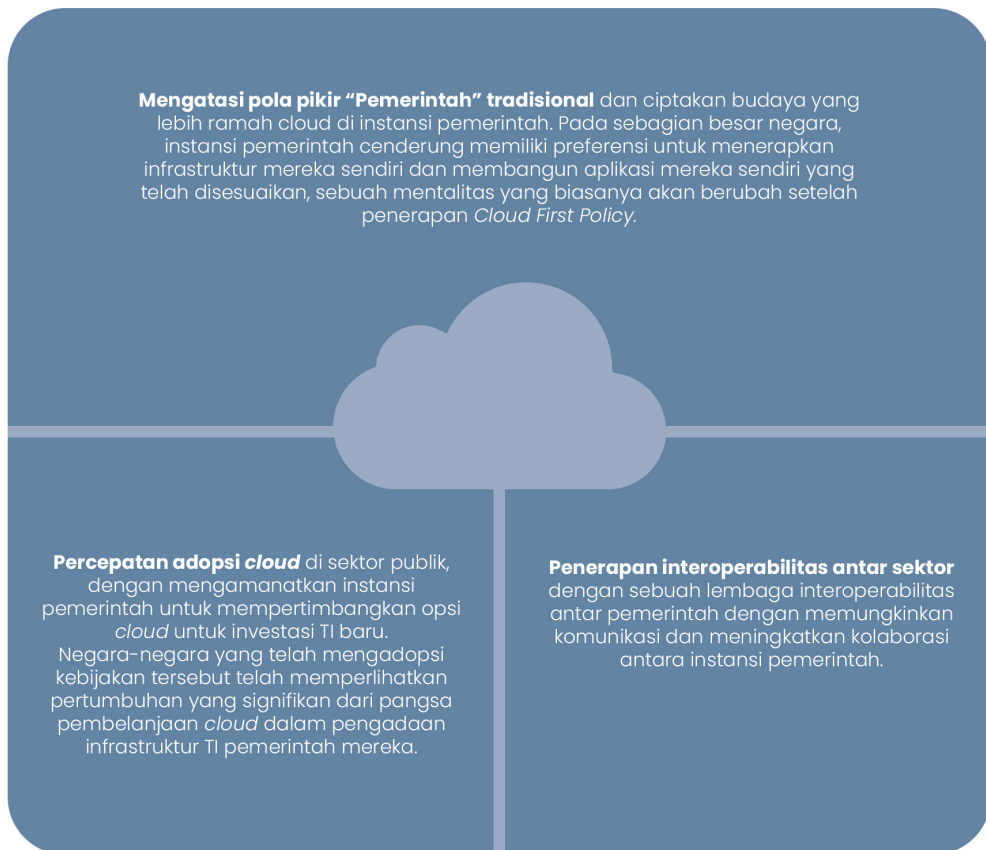 Mengatasi pola pikir “Pemerintah” tradisional dan ciptakan budaya yang
lebih ramah cloud di instansi pemerintah. Pada sebagian besar negara,
instansi pemerintah cenderung memiliki preferensi untuk menerapkan
infrastruktur mereka sendiri dan membangun aplikasi mereka sendiri yang
telah disesuaikan, sebuah mentalitas yang biasanya akan berubah setelah
penerapan Cloud First Policy.
Percepatan adopsi cloud di sektor publik,
dengan mengamanatkan instansi
pemerintah untuk mempertimbangkan opsi
cloud untuk investasi TI baru.
Negara-negara yang telah mengadopsi
kebijakan tersebut telah memperlihatkan
pertumbuhan yang signifikan dari pangsa
pembelanjaan cloud dalam pengadaan
infrastruktur TI pemerintah mereka.
Penerapan interoperabilitas antar sektor
dengan sebuah lembaga interoperabilitas
antar pemerintah dengan memungkinkan
komunikasi dan meningkatkan kolaborasi
antara instansi pemerintah.